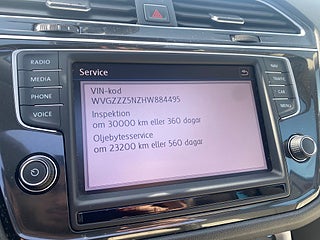 Service
RADIO
MEDIA
PHONE
VOICE
VIN-kod
WVGZZZ5NZHW884495
Inspektion
om 30000 km eller 360 dagar
Oljebytesservice
om 23200 km eller 560 dagar
NAV
TRAFFIC
CAR
MENU